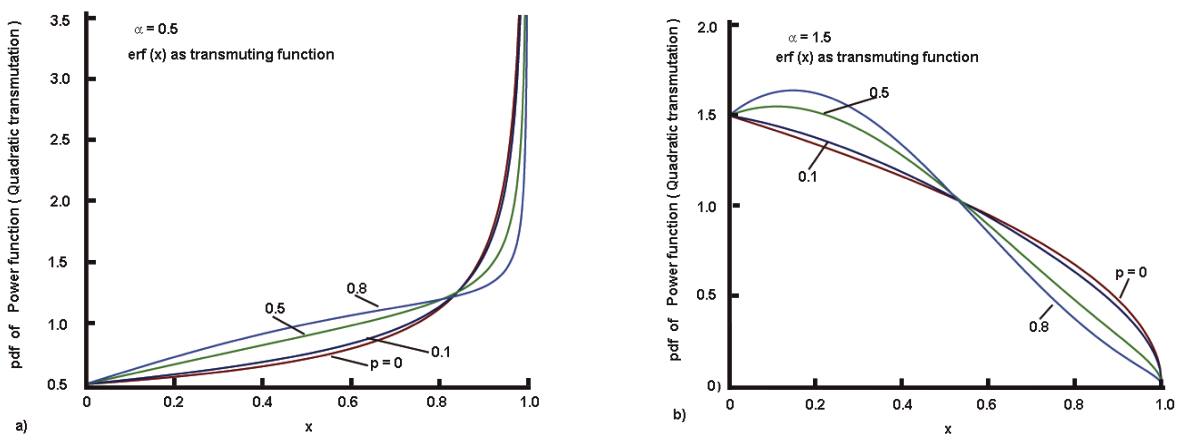 pdf of Power function ( Quadratic transmutation)
3.5
3.0
2.5
2.0
1.5
1.0
0.5
α = 0.5
erf (x) as transmuting function
0.8
0.5
0.1
p = 0
0
0.2
0.4
0.6
0.8
1.0
x
a)
pdf of Power function ( Quadratic transmutation)
2.0
1.5
1.0
0.5
0)
α = 1.5
erf (x) as transmuting function
0.5
0.1
p = 0
0.8
0
0.2
0.4
0.6
0.8
1.0
x
b)